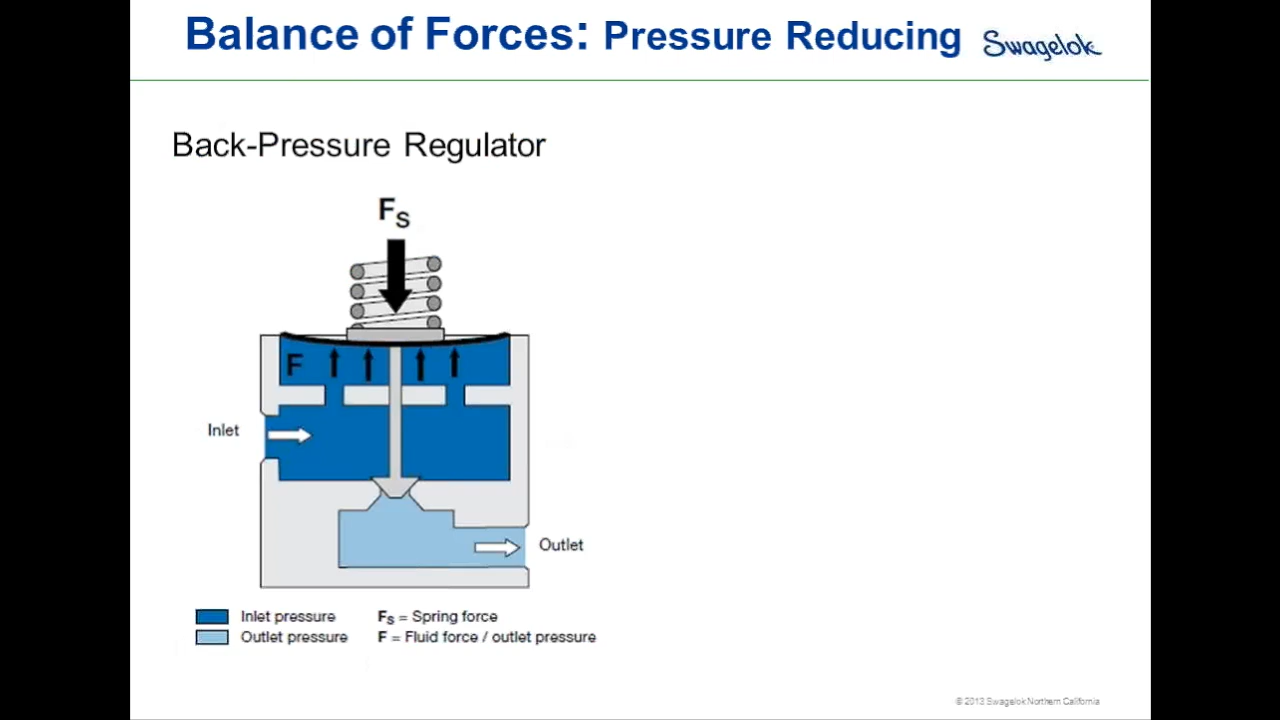 Balance of Forces: Pressure Reducing Swagelok
Back-Pressure Regulator
FS
F
Inlet
Outlet
Inlet pressure FS = Spring force
Outlet pressure F = Fluid force / outlet pressure
© 2013 Swagelok Northern California